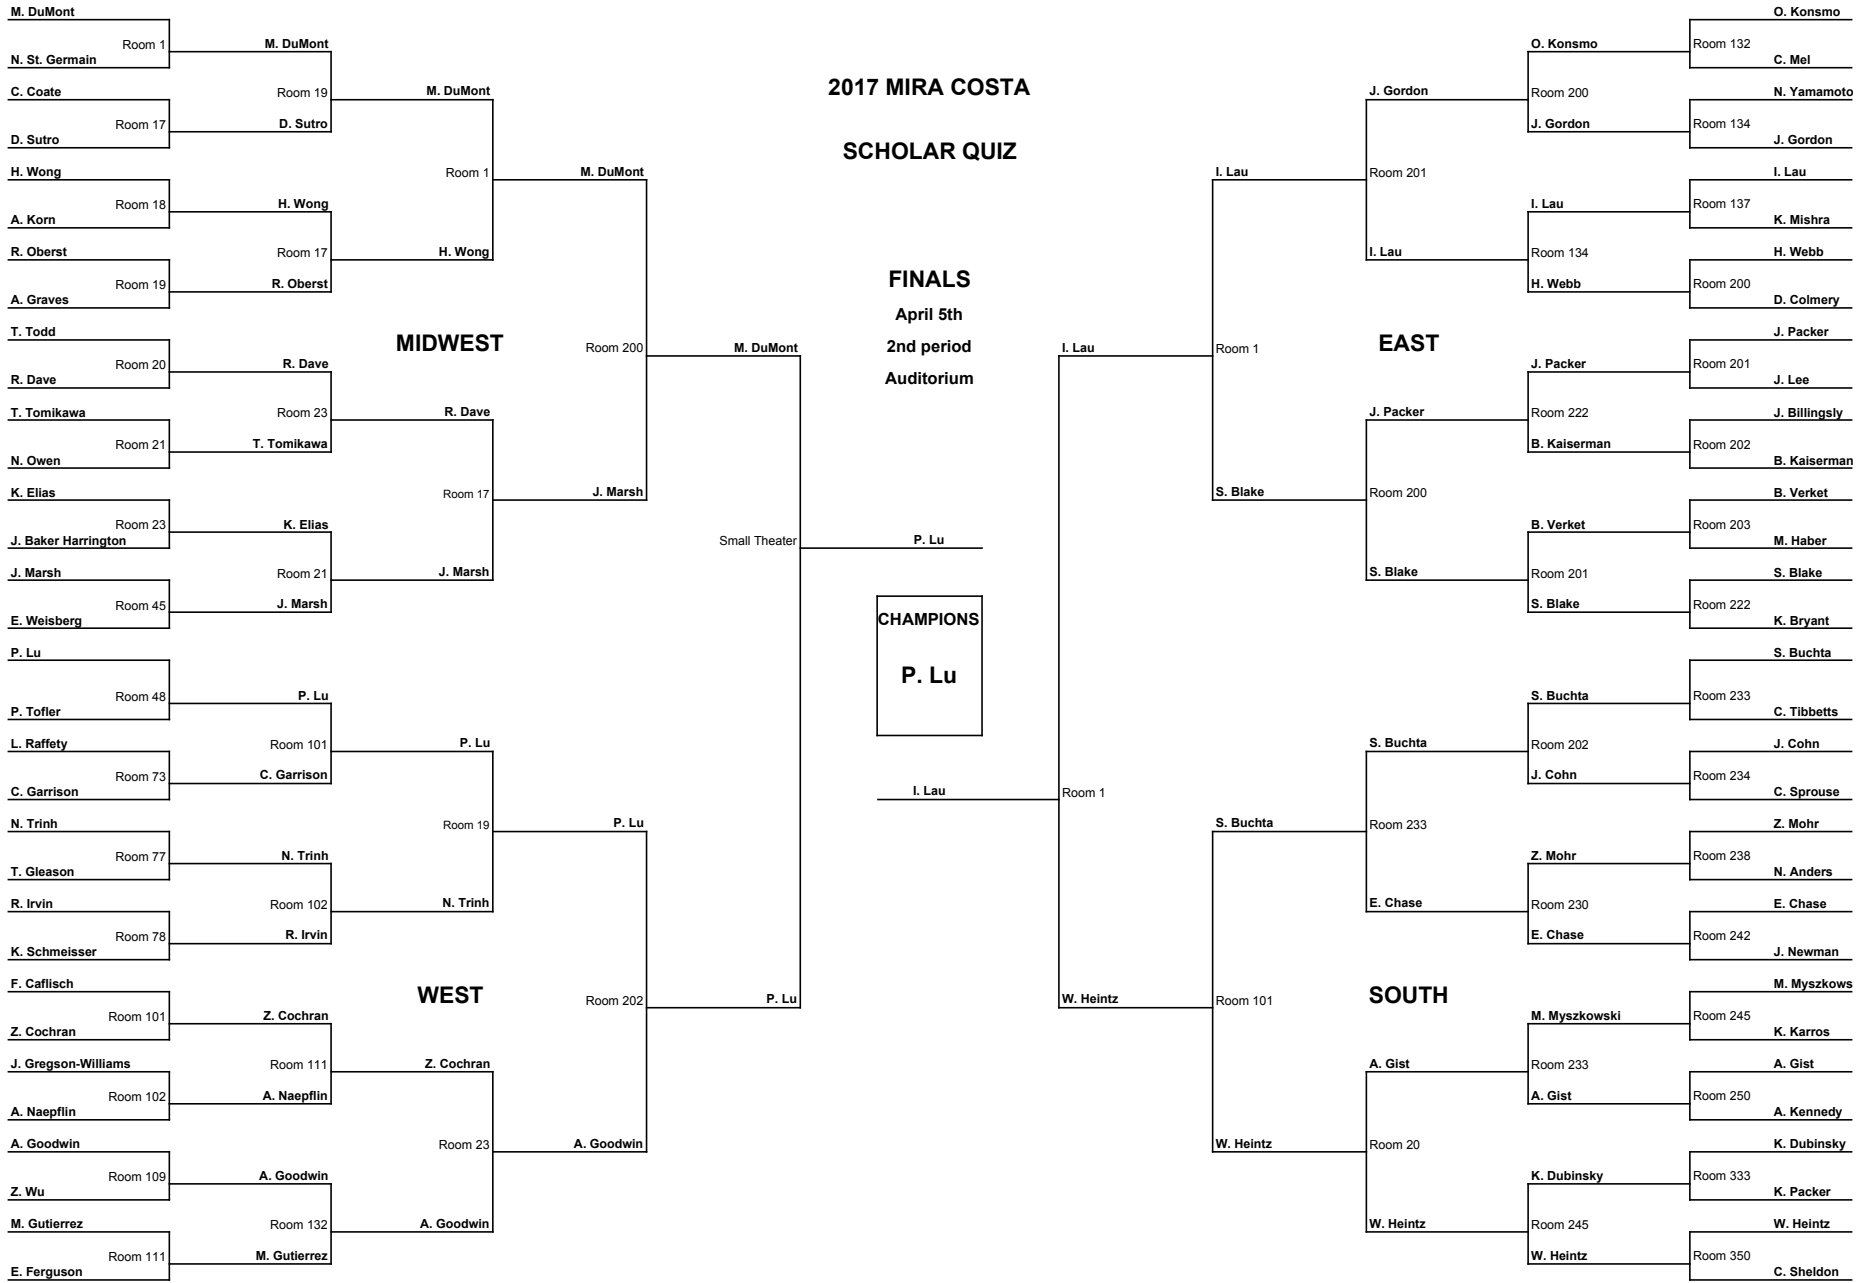 M. DuMont
Room 1
N. St. Germain
C. Coate
Room 17
D. Sutro
H. Wong
Room 18
A. Korn
R. Oberst
Room 19
A. Graves
T. Todd
Room 20
R. Dave
T. Tomikawa
Room 21
N. Owen
K. Elias
Room 23
J. Baker Harrington
J. Marsh
Room 45
E. Weisberg
P. Lu
Room 48
P. Tofler
L. Raffety
Room 73
C. Garrison
N. Trinh
Room 77
T. Gleason
R. Irvin
Room 78
K. Schmeisser
F. Caflisch
Room 101
Z. Cochran
J. Gregson-Williams
Room 102
A. Naepflin
A. Goodwin
Room 109
Z. Wu
M. Gutierrez
Room 111
E. Ferguson
M. DuMont
Room 19
D. Sutro
H. Wong
Room 17
R. Oberst
R. Dave
Room 23
T. Tomikawa
K. Elias
Room 21
J. Marsh
P. Lu
Room 101
C. Garrison
N. Trinh
Room 102
R. Irvin
Z. Cochran
Room 111
A. Naepflin
A. Goodwin
Room 132
M. Gutierrez
M. DuMont
Room 1
H. Wong
MIDWEST
R. Dave
Room 17
J. Marsh
P. Lu
Room 19
N. Trinh
WEST
Z. Cochran
Room 23
A. Goodwin
M. DuMont
Room 200
J. Marsh
P. Lu
Room 202
A. Goodwin
M. DuMont
Small Theater
P. Lu
2017 MIRA COSTA
SCHOLAR QUIZ
FINALS
April 5th
2nd period
Auditorium
P. Lu
CHAMPIONS
P. Lu
I. Lau
I. Lau
Room 1
W. Heintz
I. Lau
Room 1
S. Blake
S. Buchta
Room 101
W. Heintz
J. Gordon
Room 201
I. Lau
EAST
J. Packer
Room 200
S. Blake
S. Buchta
Room 233
E. Chase
SOUTH
A. Gist
Room 20
W. Heintz
O. Konsmo
Room 200
J. Gordon
I. Lau
Room 134
H. Webb
J. Packer
Room 222
B. Kaiserman
B. Verket
Room 201
S. Blake
S. Buchta
Room 202
J. Cohn
Z. Mohr
Room 230
E. Chase
M. Myszkowski
Room 233
A. Gist
K. Dubinsky
Room 245
W. Heintz
O. Konsmo
Room 132
C. Mel
N. Yamamoto
Room 134
J. Gordon
I. Lau
Room 137
K. Mishra
H. Webb
Room 200
D. Colmery
J. Packer
Room 201
J. Lee
J. Billingsly
Room 202
B. Kaiserman
B. Verket
Room 203
M. Haber
S. Blake
Room 222
K. Bryant
S. Buchta
Room 233
C. Tibbetts
J. Cohn
Room 234
C. Sprouse
Z. Mohr
Room 238
N. Anders
E. Chase
Room 242
J. Newman
M. Myszkows
Room 245
K. Karros
A. Gist
Room 250
A. Kennedy
K. Dubinsky
Room 333
K. Packer
W. Heintz
Room 350
C. Sheldon